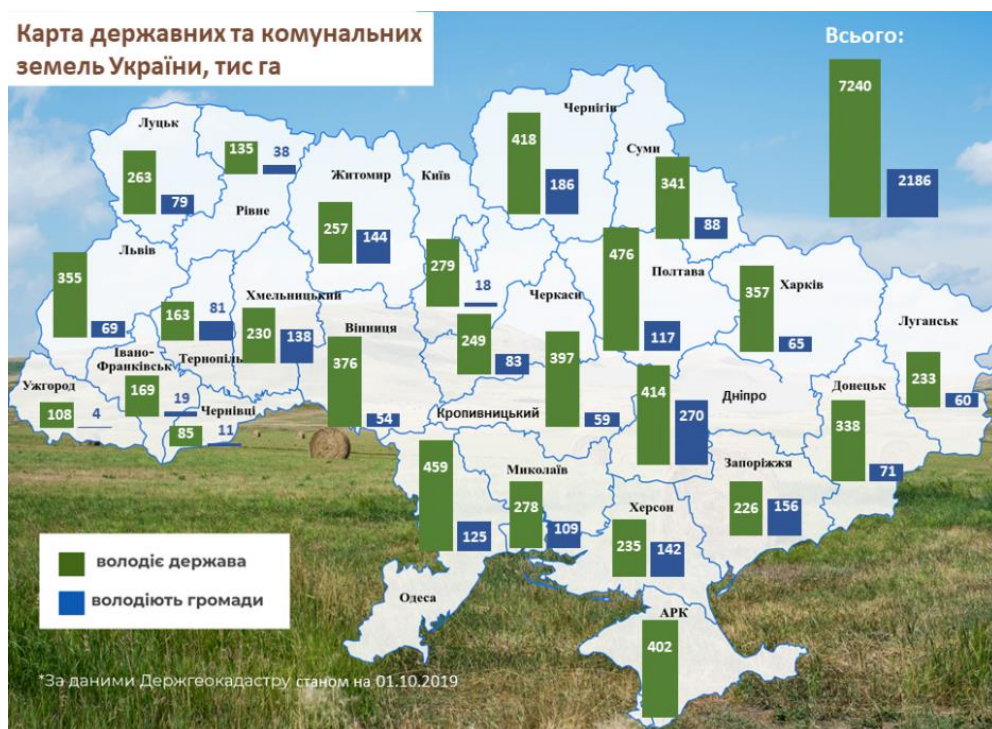 Карта державних та комунальних
земель України, тис га
Всього:
7240
2186
Луцьк
263
79
135
38
Рівне
Житомир
257
144
Київ
279
18
Чернігів
418
186
Суми
341
88
Львів
355
69
163
81
Тернопіль
Хмельницький
230
138
Вінниця
376
54
Черкаси
249
83
476
Полтава
117
357
Харків
65
Луганськ
233
60
Івано-
Франківськ
169
19
Ужгород
108
4
Чернівці
85
11
Кропивницький
397
59
414
270
Дніпро
Донецьк
338
71
459
125
Одеса
Миколаїв
278
109
Херсон
235
142
Запоріжжя
226
156
АРК
402
володіє держава
володіють громади
*За даними Держгеокадастру станом на 01.10.2019